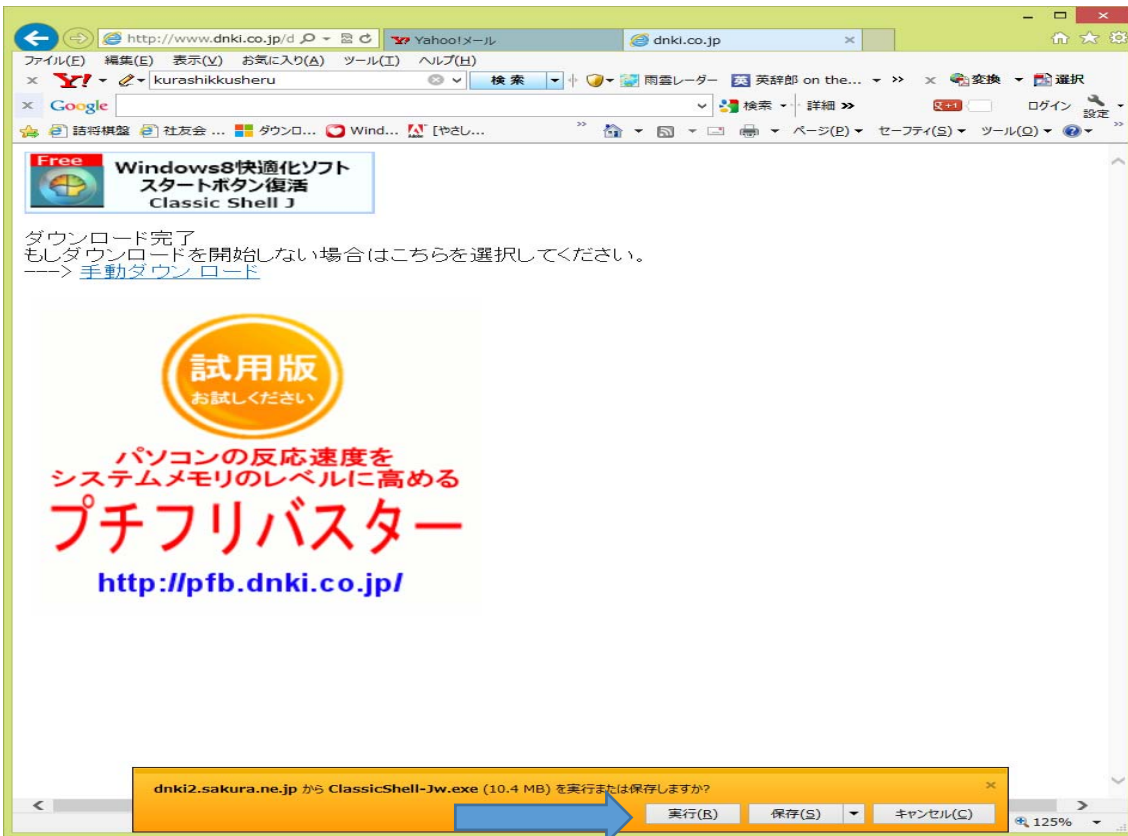 http://www.dnki.co.jp/d
Yahoo!メール
dnki.co.jp
ファイル(F) 編集(E) 表示(V) お気に入り(A) ツール(T) ヘルプ(H)
Y! kurashikkusheru 検索 雨雲レーダー 英 英辞郎 on the... >> 変換 選択
Google 検索 詳細 >> g+1 ログイン 設定
詰将棋盤 社友会 ... ダウンロ... Wind... [やさし... >> ページ(P) セーフティ(S) ツール(O) >>
Free
Windows8快適化ソフト
スタートボタン復活
Classic Shell J
ダウンロード完了
もしダウンロードを開始しない場合はこちらを選択してください。
---> 手動ダウン ロード
試用版
お試しください
パソコンの反応速度を
システムメモリのレベルに高める
プチフリバスター
http://pfb.dnki.co.jp/
dnki2.sakura.ne.jp から ClassicShell-Jw.exe (10.4 MB) を実行または保存しますか?
実行(R) 保存(S) キャンセル(C)
125%